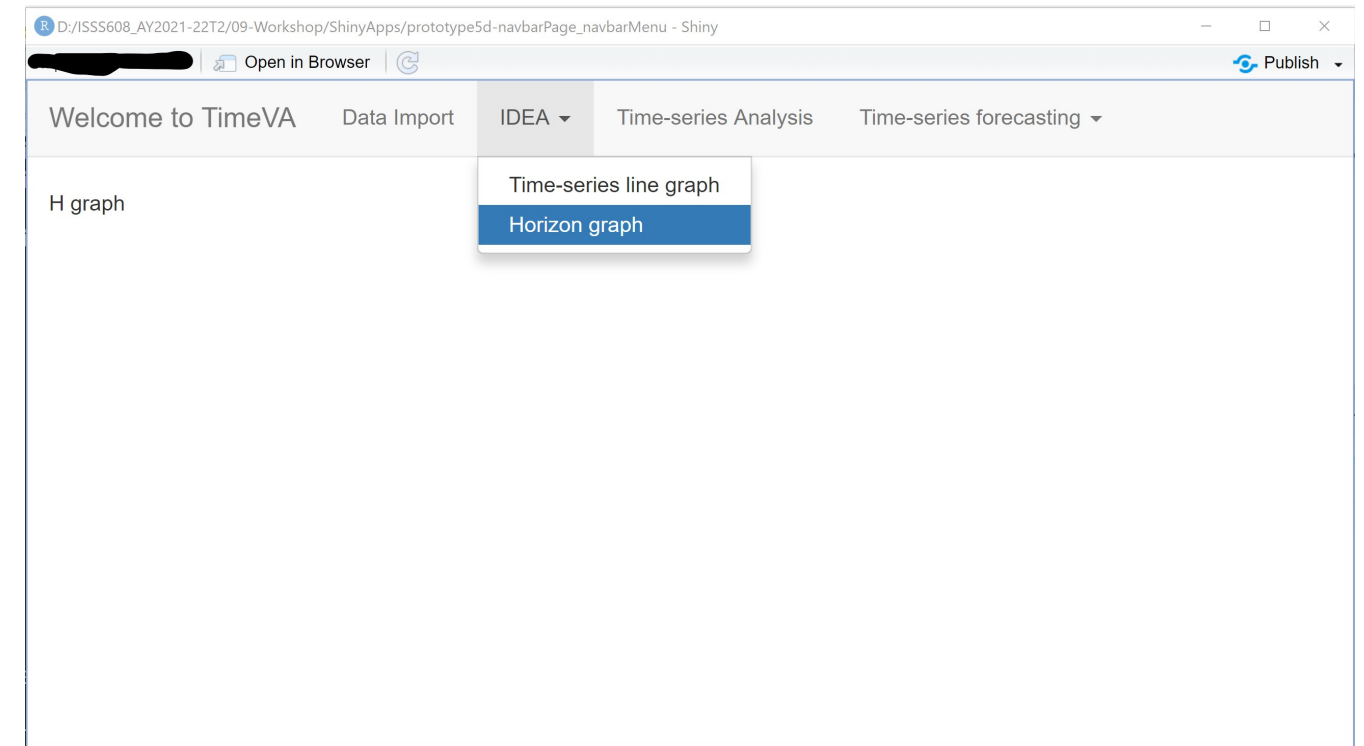 R D:/ISSS608_AY2021-22T2/09-Workshop/ShinyApps/prototype5d-navbarPage_navbarMenu - Shiny
Open in Browser Publish
Welcome to TimeVA Data Import IDEA Time-series Analysis Time-series forecasting
Time-series line graph
Horizon graph
H graph